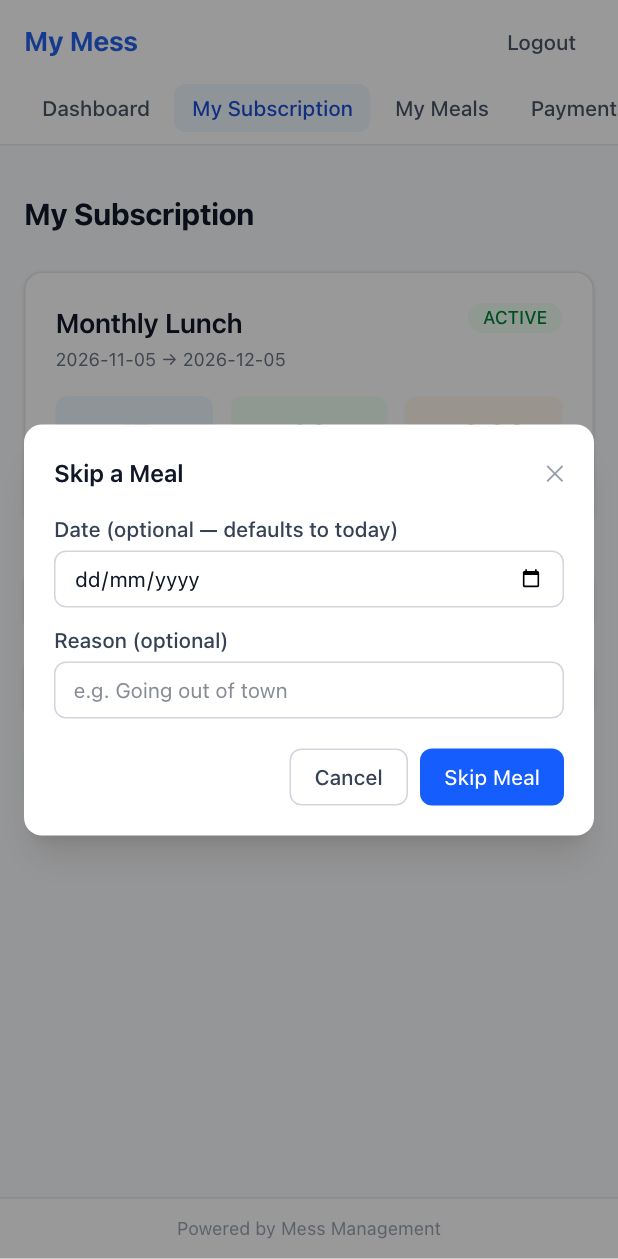 My Mess
Logout
Dashboard
My Subscription
My Meals
Payment
My Subscription
Monthly Lunch
ACTIVE
2026-11-05 → 2026-12-05
Skip a Meal
Date (optional — defaults to today)
dd/mm/yyyy
Reason (optional)
e.g. Going out of town
Cancel
Skip Meal
Powered by Mess Management